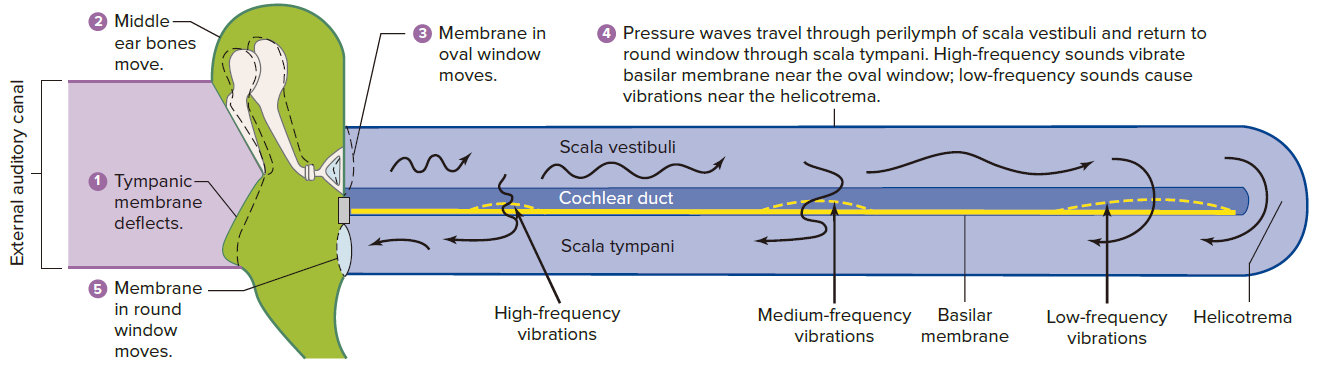 2 Middle
ear bones
move.
3 Membrane in
oval window
moves.
4 Pressure waves travel through perilymph of scala vestibuli and return to
round window through scala tympani. High-frequency sounds vibrate
basilar membrane near the oval window; low-frequency sounds cause
vibrations near the helicotrema.
External auditory canal
1 Tympanic
membrane
deflects.
Scala vestibuli
Cochlear duct
Scala tympani
5 Membrane
in round
window
moves.
High-frequency
vibrations
Medium-frequency
vibrations
Basilar
membrane
Low-frequency
vibrations
Helicotrema